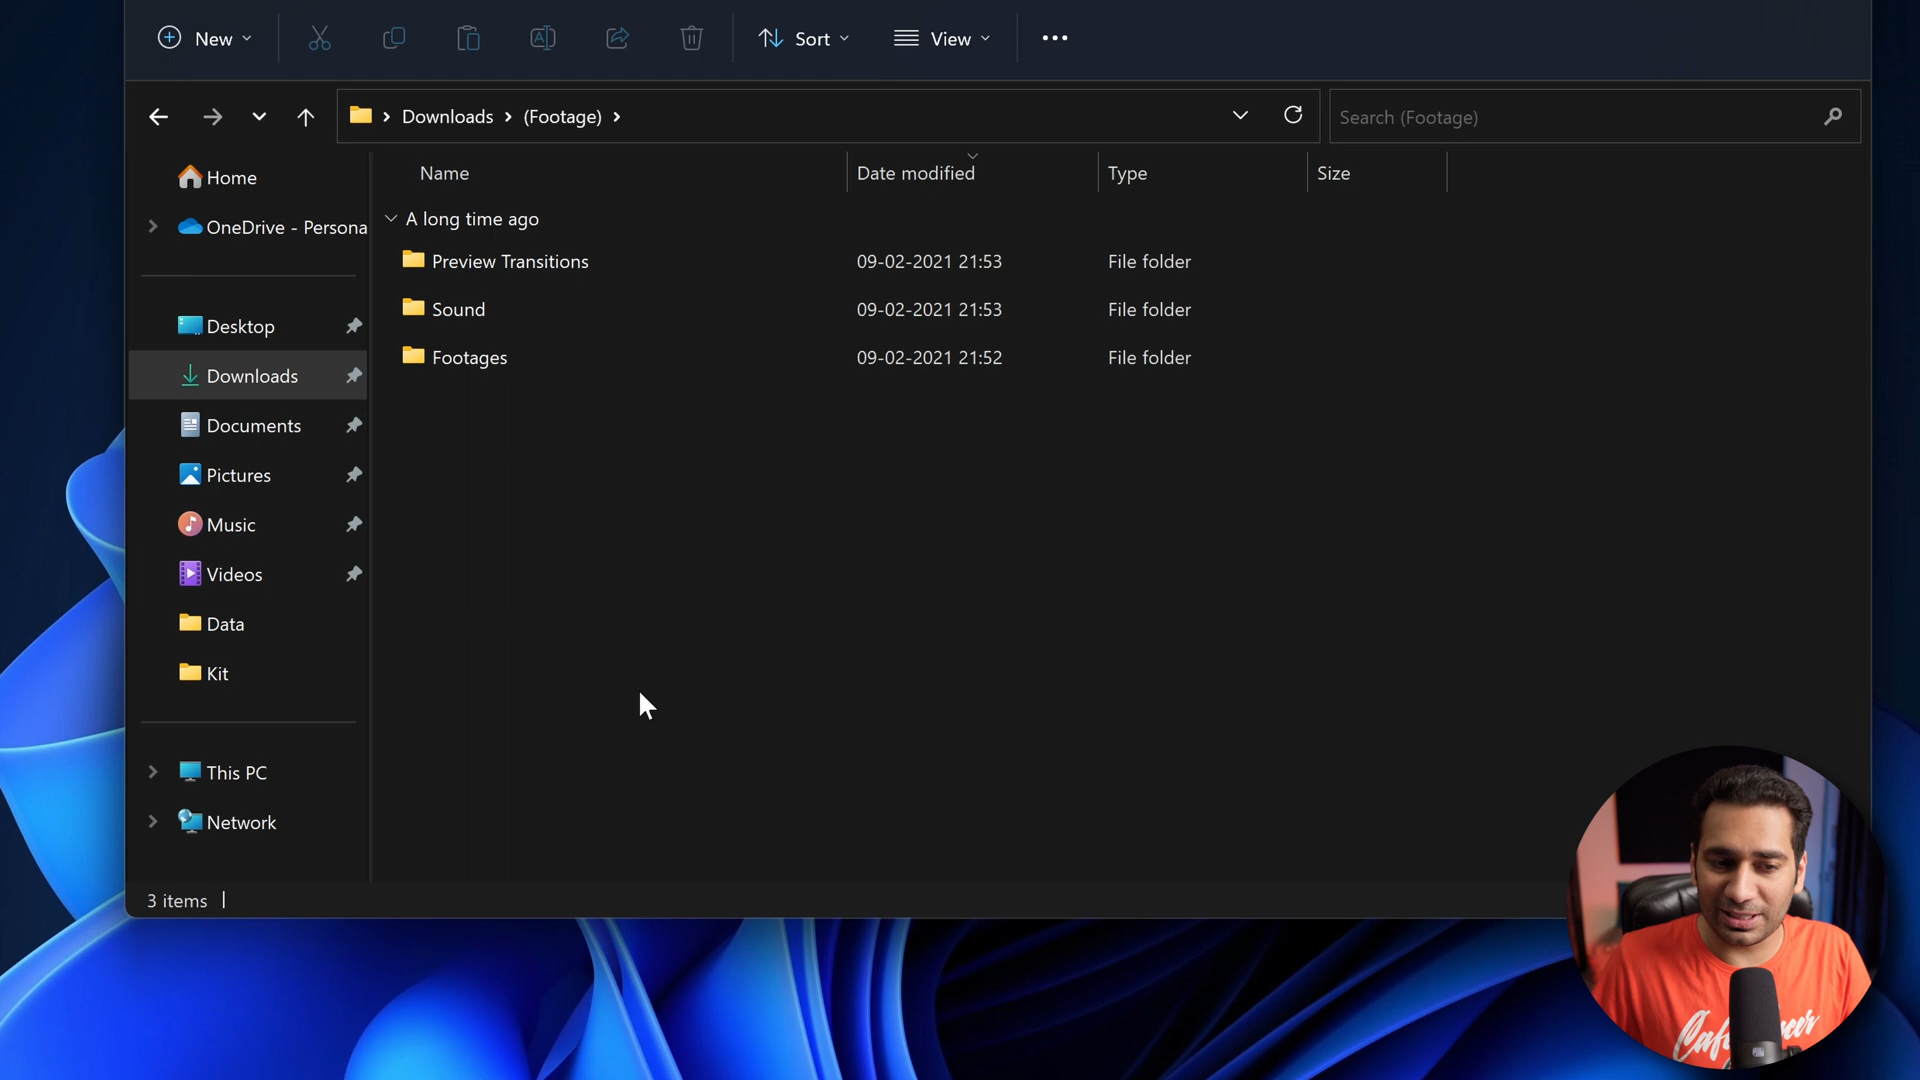 New
Sort
View
Downloads
(Footage)
Search (Footage)
Home
OneDrive - Persona
Desktop
Downloads
Documents
Pictures
Music
Videos
Data
Kit
This PC
Network
Name Date modified Type Size
A long time ago
Preview Transitions 09-02-2021 21:53 File folder
Sound 09-02-2021 21:53 File folder
Footages 09-02-2021 21:52 File folder
3 items